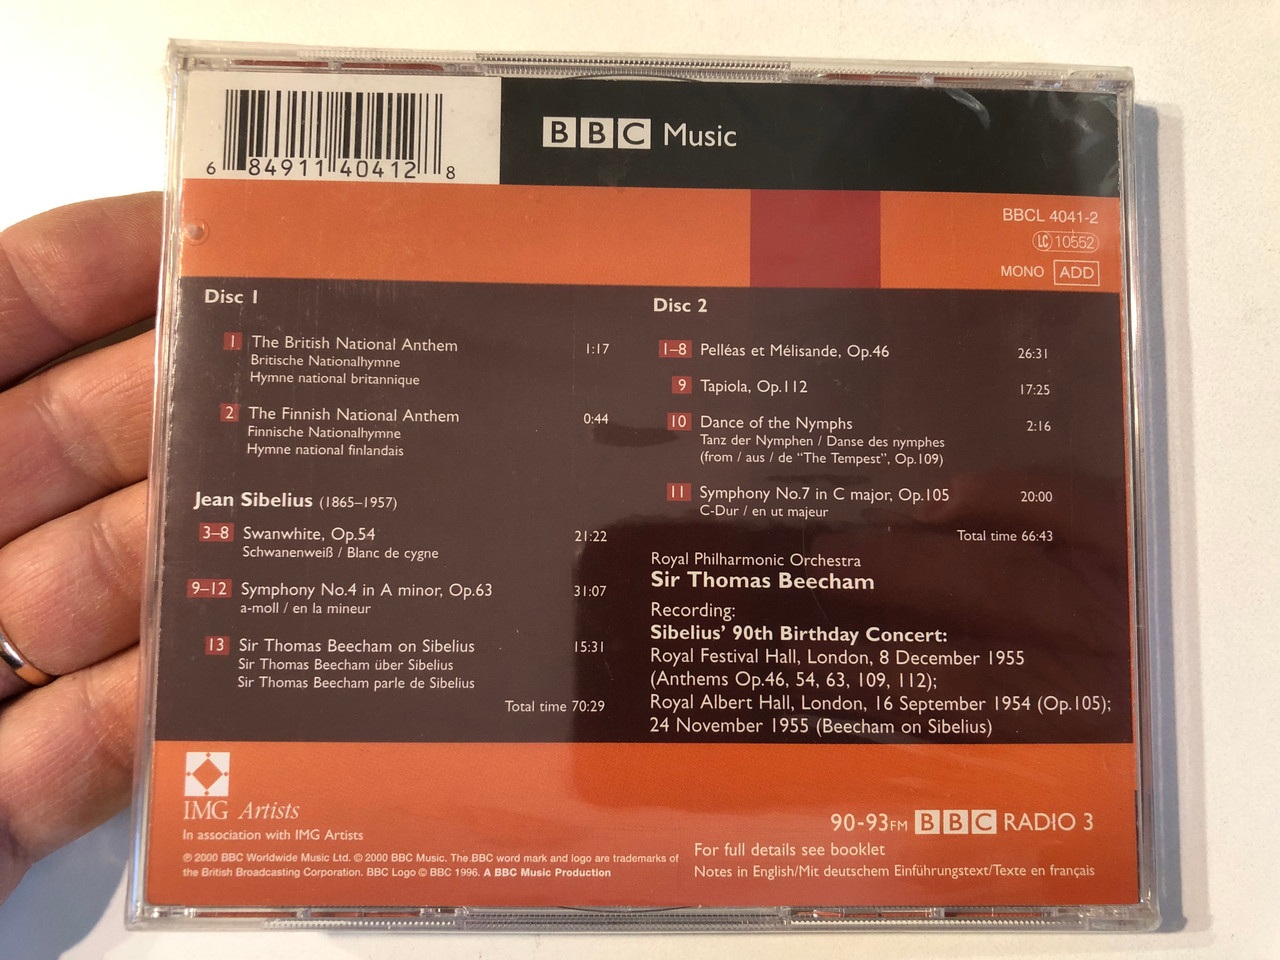 6 84911 40412 8
BBC Music
BBCL 4041-2
LC 10552
MONO ADD
Disc 1
1 The British National Anthem 1:17
Britische Nationalhymne
Hymne national britannique
2 The Finnish National Anthem 0:44
Finnische Nationalhymne
Hymne national finlandais
Jean Sibelius (1865–1957)
3–8 Swanwhite, Op.54 21:22
Schwanenweiß / Blanc de cygne
9–12 Symphony No.4 in A minor, Op.63 31:07
a-moll / en la mineur
13 Sir Thomas Beecham on Sibelius 15:31
Sir Thomas Beecham über Sibelius
Sir Thomas Beecham parle de Sibelius
Total time 70:29
Disc 2
1–8 Pelléas et Mélisande, Op.46 26:31
9 Tapiola, Op.112 17:25
10 Dance of the Nymphs 2:16
Tanz der Nymphen / Danse des nymphes
(from / aus / de “The Tempest”, Op.109)
11 Symphony No.7 in C major, Op.105 20:00
C-Dur / en ut majeur
Total time 66:43
Royal Philharmonic Orchestra
Sir Thomas Beecham
Recording:
Sibelius’ 90th Birthday Concert:
Royal Festival Hall, London, 8 December 1955
(Anthems Op.46, 54, 63, 109, 112);
Royal Albert Hall, London, 16 September 1954 (Op.105);
24 November 1955 (Beecham on Sibelius)
IMG Artists
In association with IMG Artists
℗ 2000 BBC Worldwide Music Ltd. © 2000 BBC Music. The BBC word mark and logo are trademarks of
the British Broadcasting Corporation. BBC Logo © BBC 1996. A BBC Music Production
90-93FM BBC RADIO 3
For full details see booklet
Notes in English/Mit deutschem Einführungstext/Texte en français